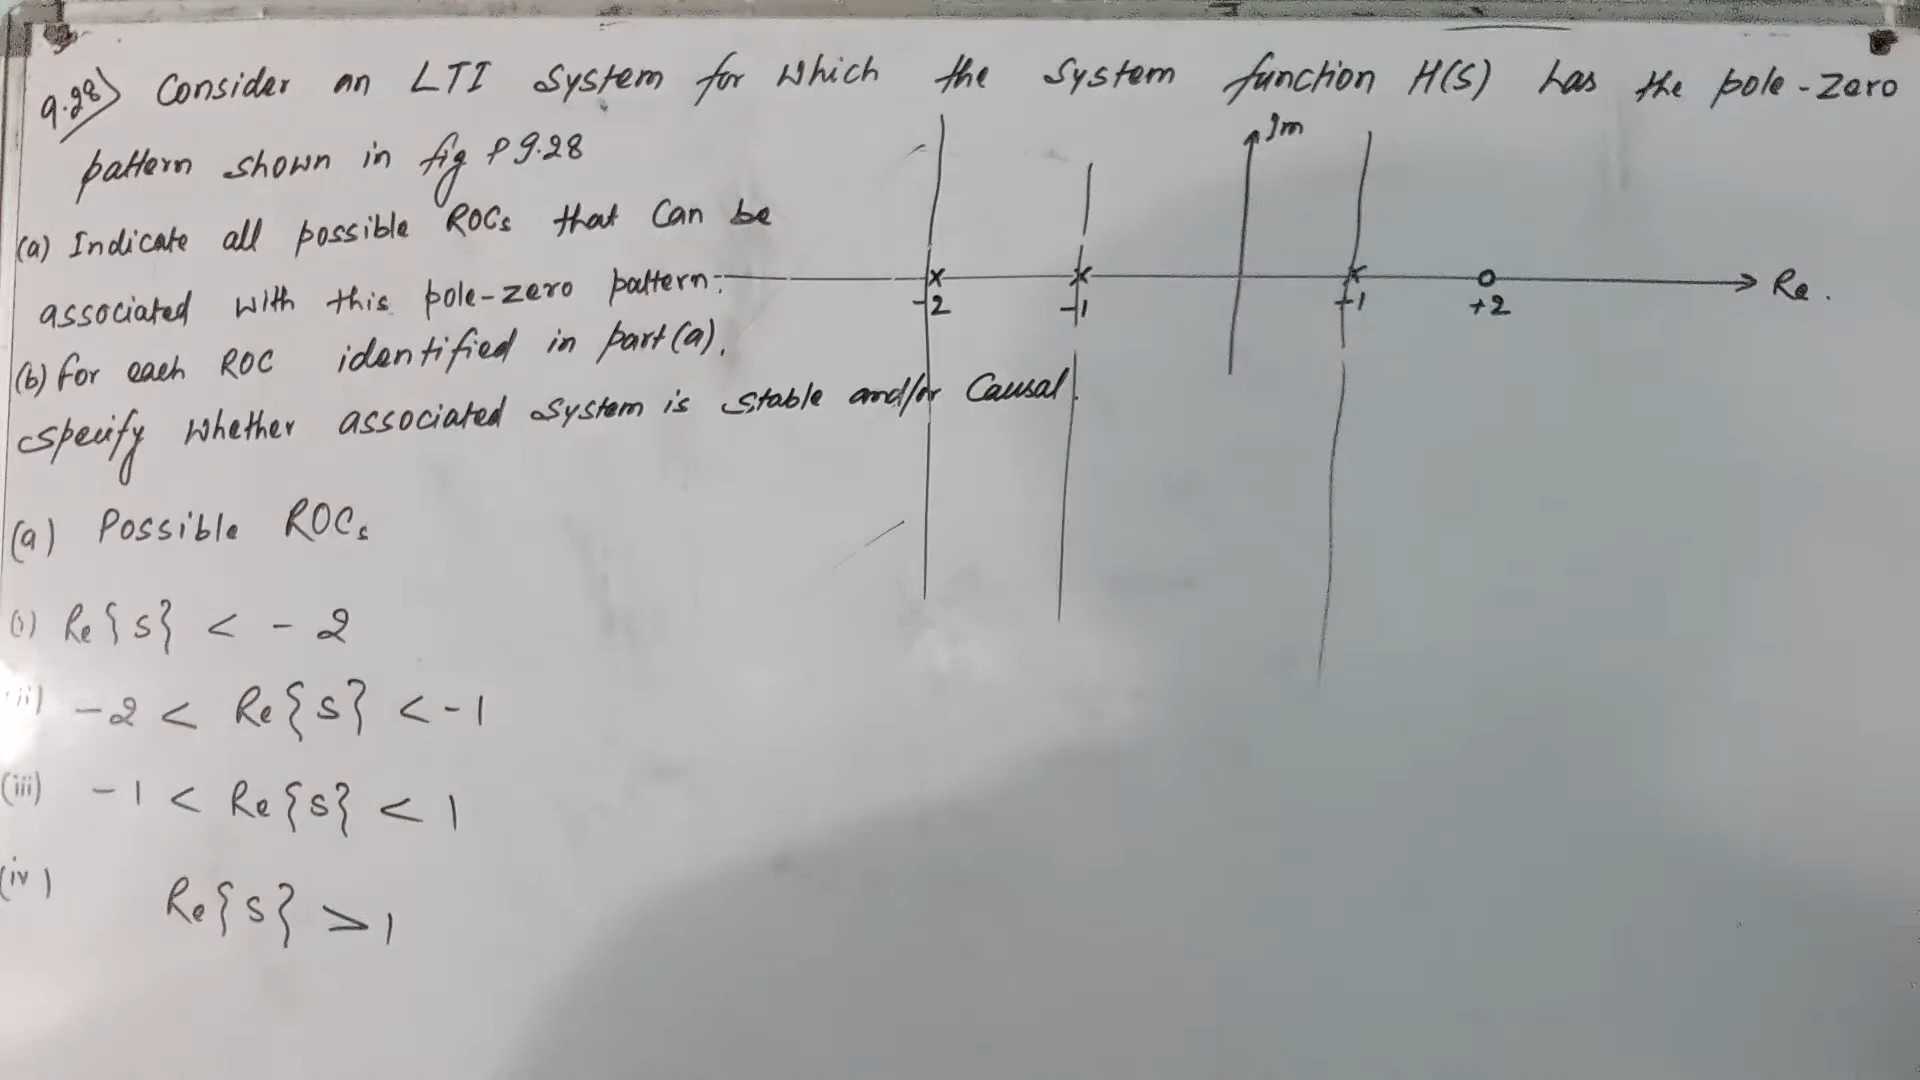 9.28) Consider an LTI system for which the system function H(S) has the pole-zero
pattern shown in fig P 9.28
(a) Indicate all possible ROCs that can be
associated with this pole-zero pattern.
(b) for each ROC identified in part (a),
specify whether associated system is stable and/or Causal.
Im
Re.
-2 -1 +1 +2
(a) Possible ROCs
(i) Re{s} < -2
(ii) -2 < Re{s} < -1
(iii) -1 < Re{s} < 1
(iv) Re{s} > 1